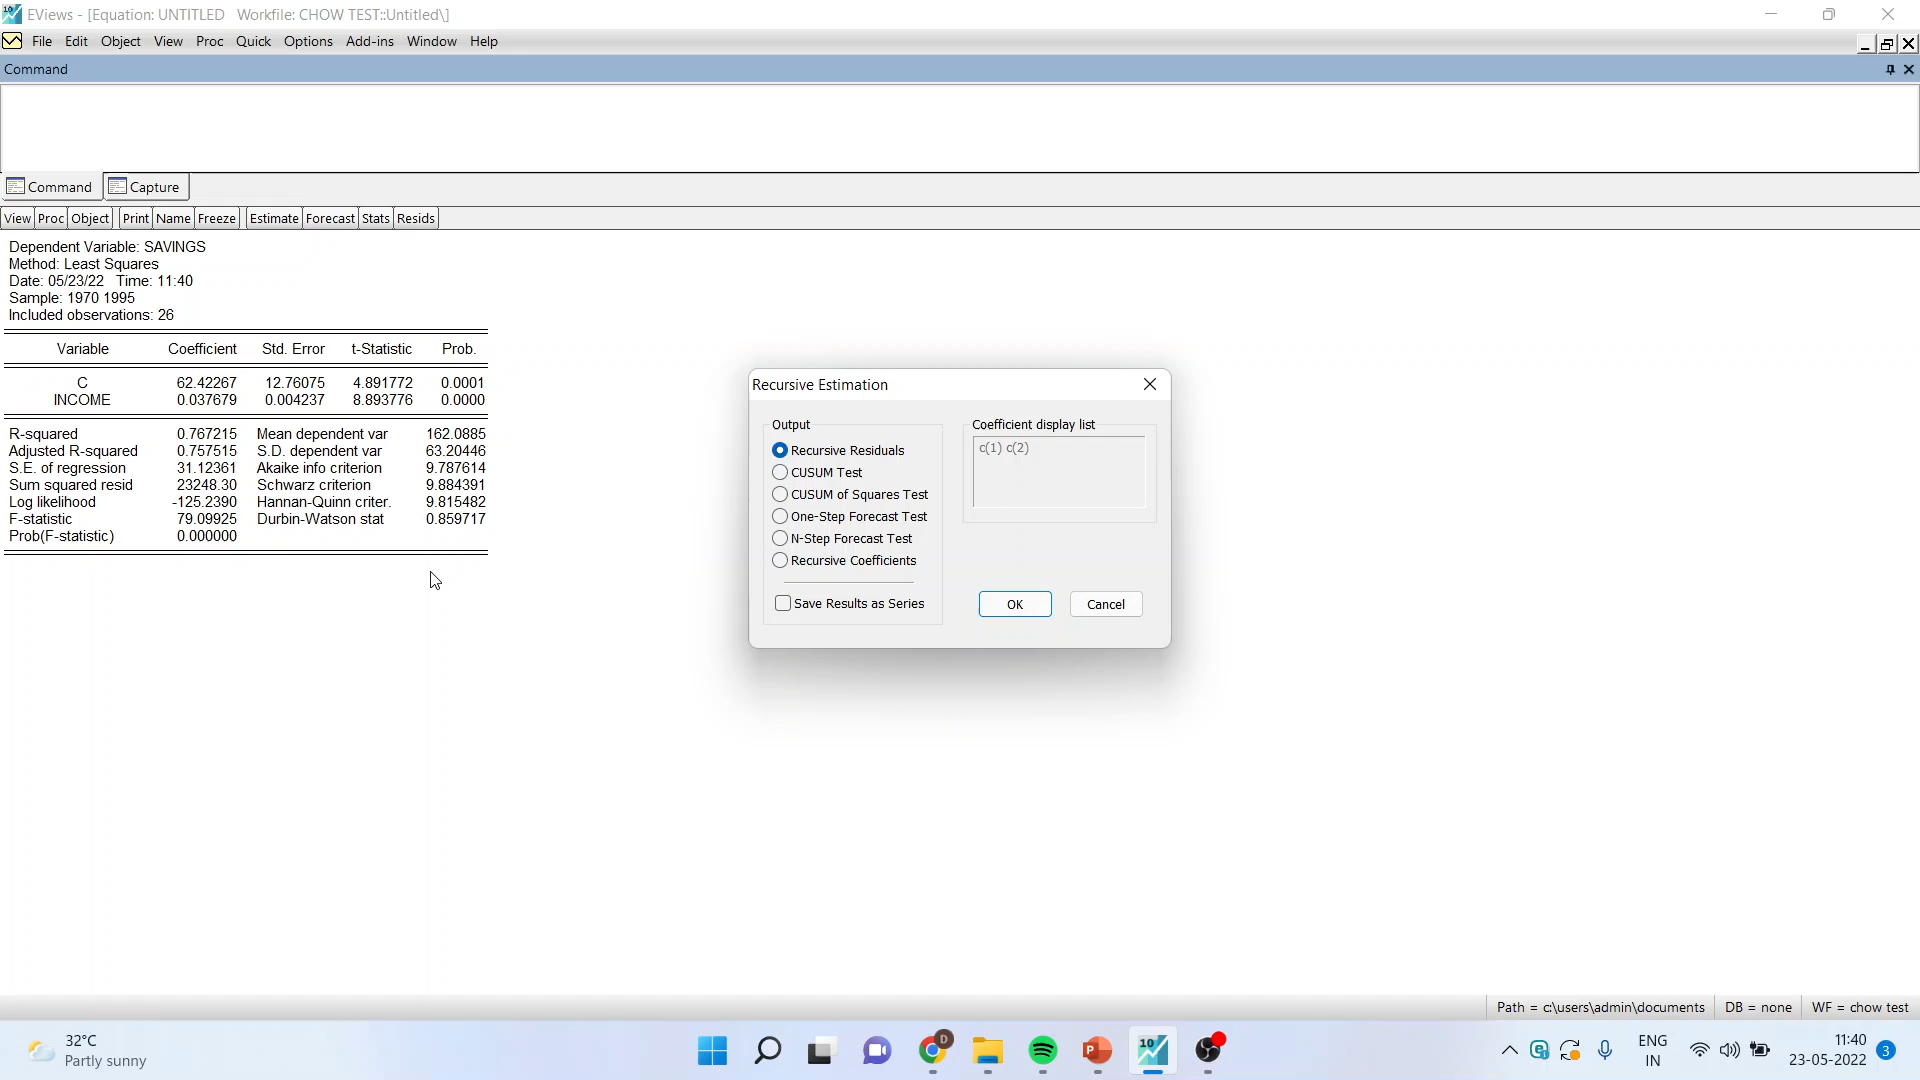 EViews - [Equation: UNTITLED   Workfile: CHOW TEST::Untitled\]
File Edit Object View Proc Quick Options Add-ins Window Help
Command
Command Capture
View Proc Object Print Name Freeze Estimate Forecast Stats Resids
Dependent Variable: SAVINGS
Method: Least Squares
Date: 05/23/22   Time: 11:40
Sample: 1970 1995
Included observations: 26
Variable Coefficient Std. Error t-Statistic Prob.
C 62.42267 12.76075 4.891772 0.0001
INCOME 0.037679 0.004237 8.893776 0.0000
R-squared 0.767215 Mean dependent var 162.0885
Adjusted R-squared 0.757515 S.D. dependent var 63.20446
S.E. of regression 31.12361 Akaike info criterion 9.787614
Sum squared resid 23248.30 Schwarz criterion 9.884391
Log likelihood -125.2390 Hannan-Quinn criter. 9.815482
F-statistic 79.09925 Durbin-Watson stat 0.859717
Prob(F-statistic) 0.000000
Recursive Estimation
Output
Recursive Residuals
CUSUM Test
CUSUM of Squares Test
One-Step Forecast Test
N-Step Forecast Test
Recursive Coefficients
Save Results as Series
Coefficient display list
c(1) c(2)
OK Cancel
Path = c:\users\admin\documents DB = none WF = chow test
32°C
Partly sunny
D
P
10
ENG
IN
11:40
23-05-2022
3